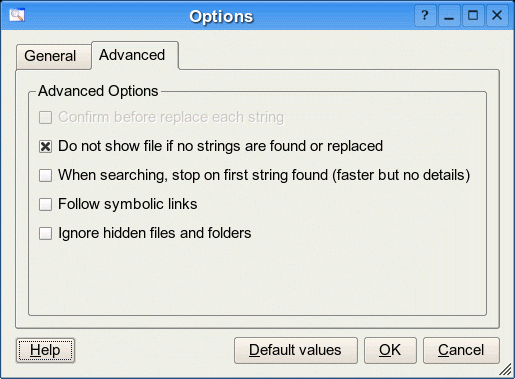 Options
General
Advanced
Advanced Options
Confirm before replace each string
Do not show file if no strings are found or replaced
When searching, stop on first string found (faster but no details)
Follow symbolic links
Ignore hidden files and folders
Help
Default values
OK
Cancel